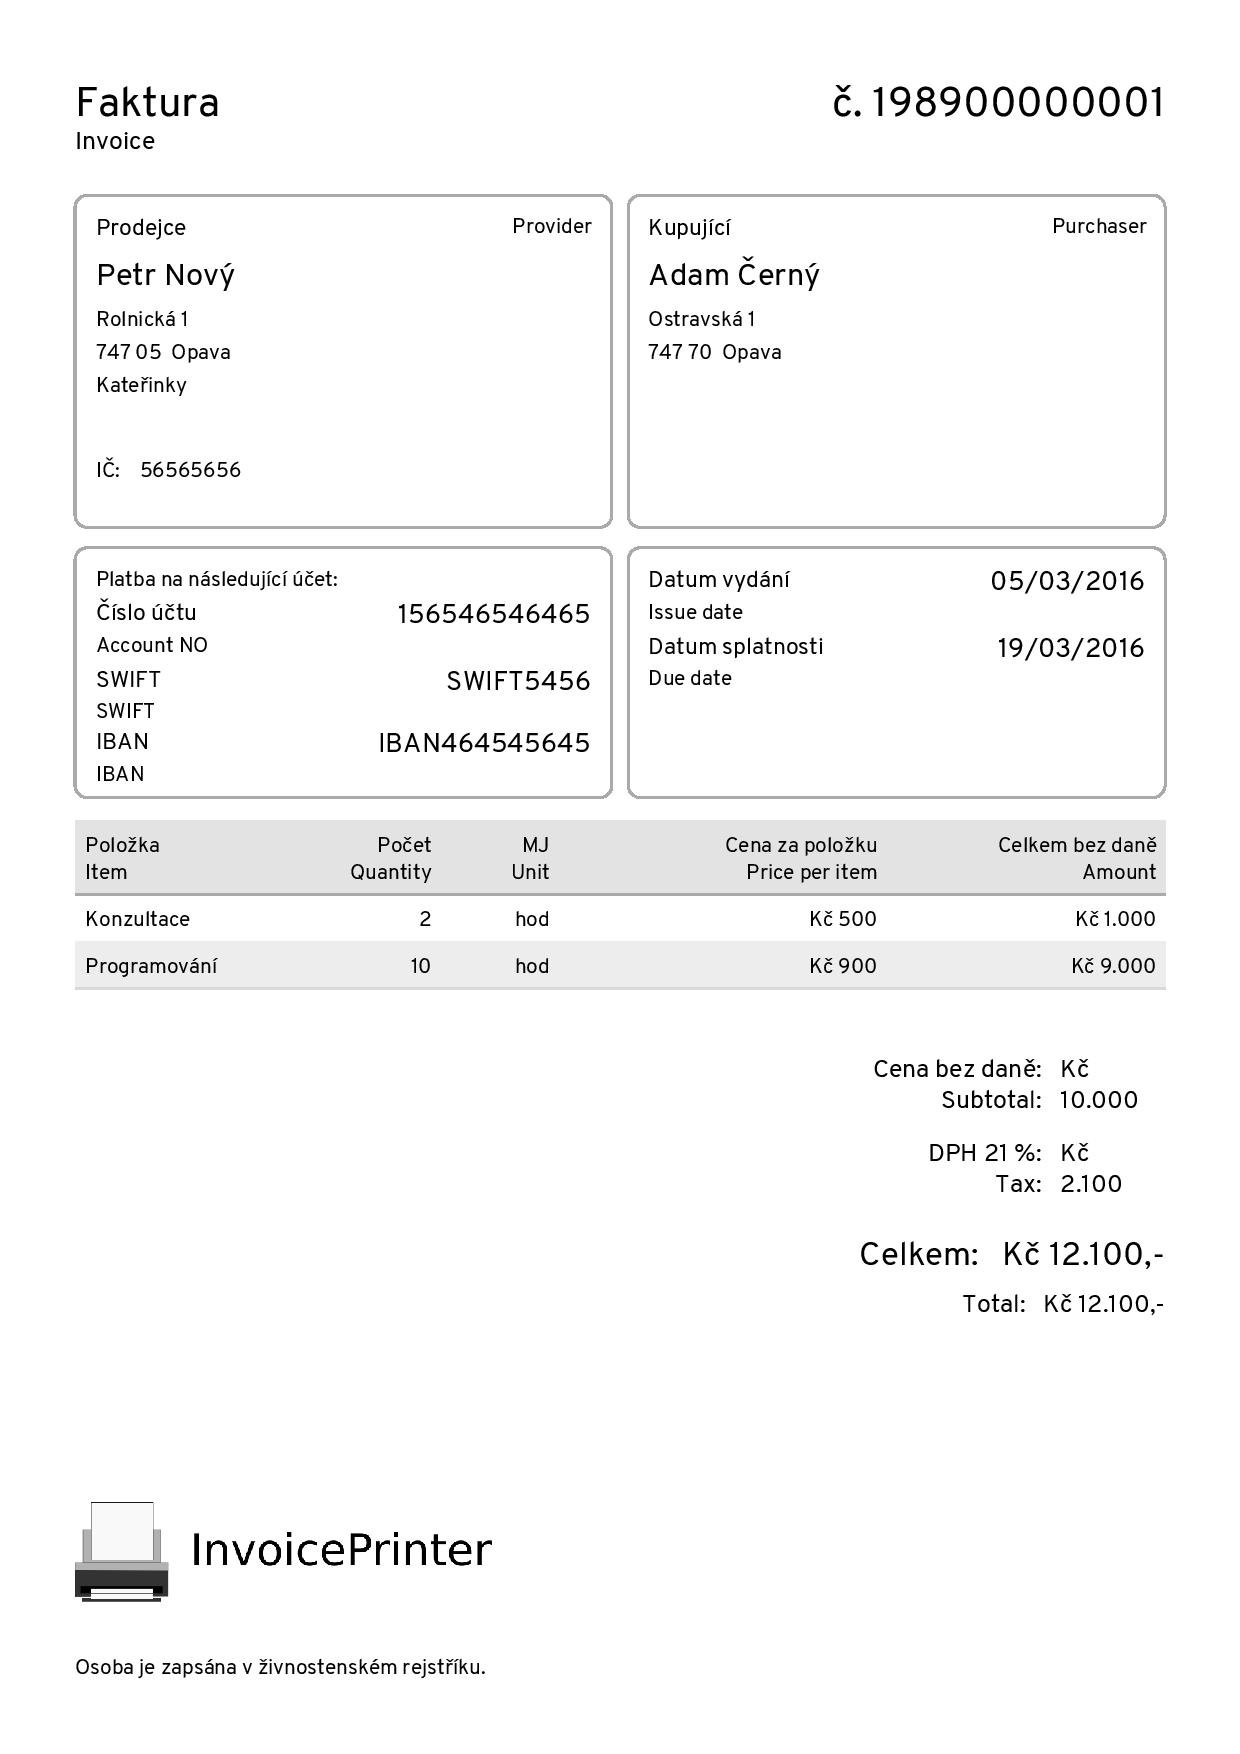 Faktura
č. 198900000001
Invoice
Prodejce Provider
Petr Nový
Rolnická 1
747 05 Opava
Kateřinky
IČ: 56565656
Kupující Purchaser
Adam Černý
Ostravská 1
747 70 Opava
Platba na následující účet:
Číslo účtu 156546546465
Account NO
SWIFT SWIFT5456
SWIFT
IBAN IBAN464545645
IBAN
Datum vydání 05/03/2016
Issue date
Datum splatnosti 19/03/2016
Due date
Položka Počet MJ Cena za položku Celkem bez daně
Item Quantity Unit Price per item Amount
Konzultace 2 hod Kč 500 Kč 1.000
Programování 10 hod Kč 900 Kč 9.000
Cena bez daně: Kč
Subtotal: 10.000
DPH 21 %: Kč
Tax: 2.100
Celkem: Kč 12.100,-
Total: Kč 12.100,-
InvoicePrinter
Osoba je zapsána v živnostenském rejstříku.